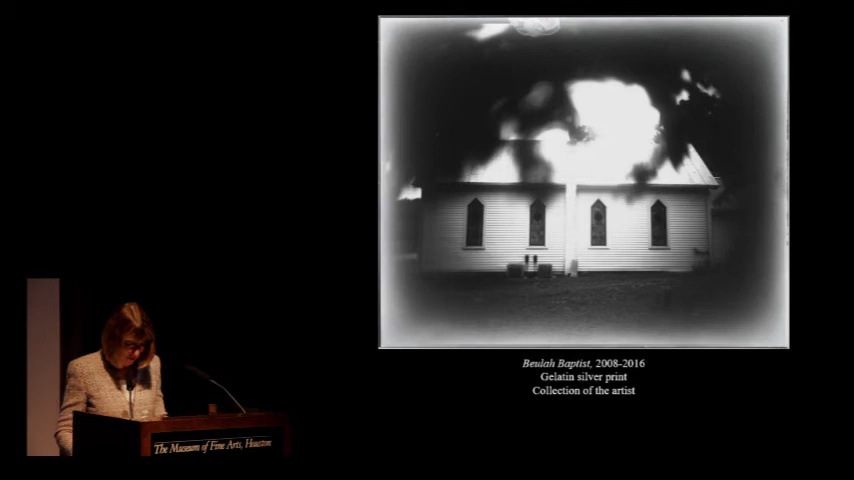 Beulah Baptist, 2008-2016
Gelatin silver print
Collection of the artist
The Museum of Fine Arts, Houston